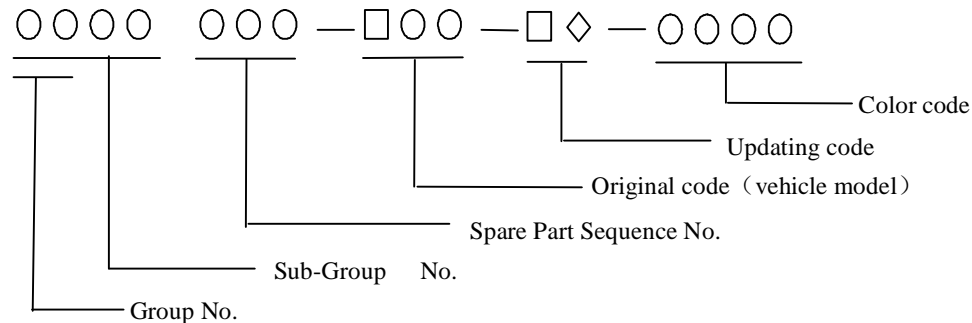 Color code
Updating code
Original code（vehicle model）
Spare Part Sequence No.
Sub-Group No.
Group No.